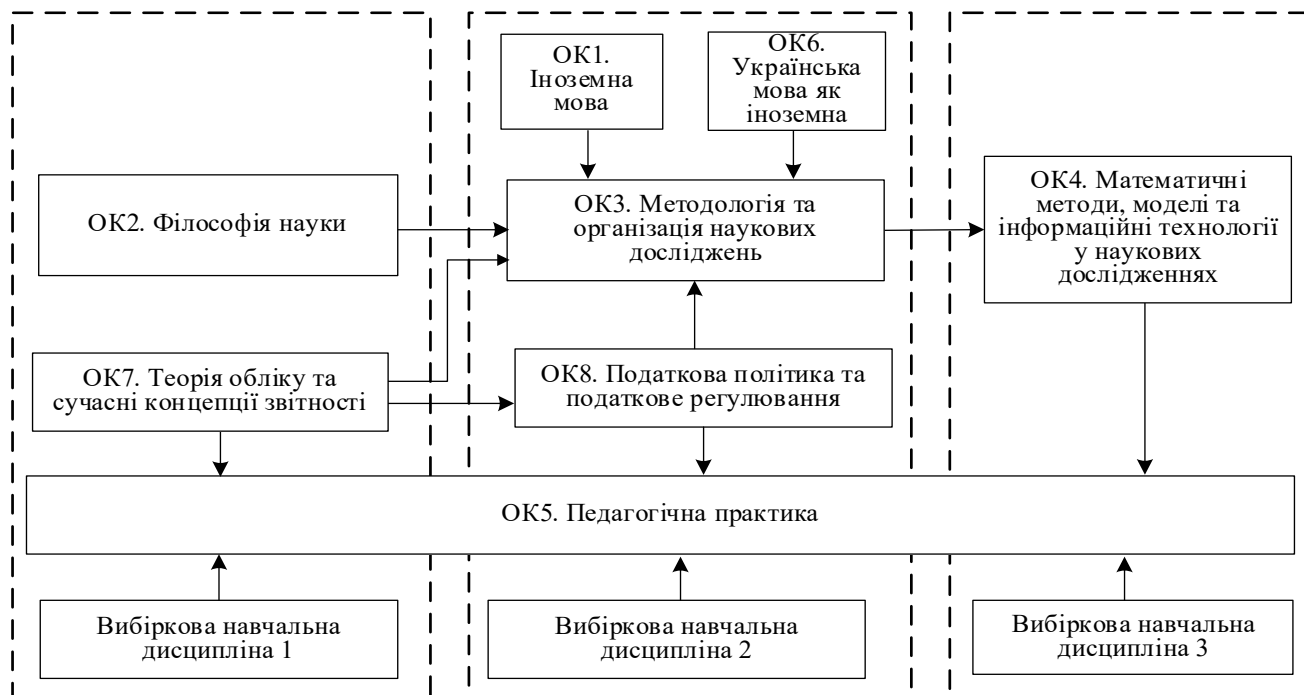 ОК1.
Іноземна
мова
ОК6.
Українська
мова як
іноземна
ОК2. Філософія науки
ОК3. Методологія та
організація наукових
досліджень
ОК4. Математичні
методи, моделі та
інформаційні технології
у наукових
дослідженнях
ОК7. Теорія обліку та
сучасні концепції звітності
ОК8. Податкова політика та
податкове регулювання
ОК5. Педагогічна практика
Вибіркова навчальна
дисципліна 1
Вибіркова навчальна
дисципліна 2
Вибіркова навчальна
дисципліна 3